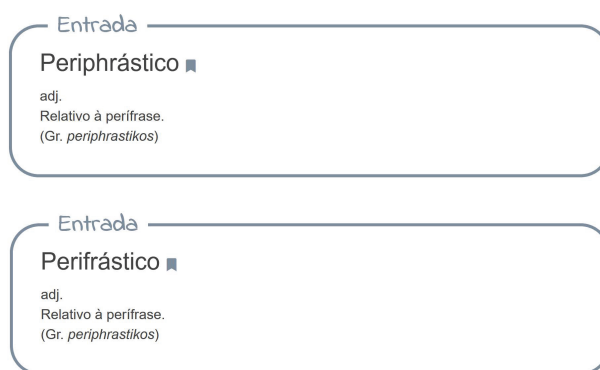 Entrada
Periphrástico
adj.
Relativo à perífrase.
(Gr. periphrastikos)
Entrada
Perifrástico
adj.
Relativo à perífrase.
(Gr. periphrastikos)